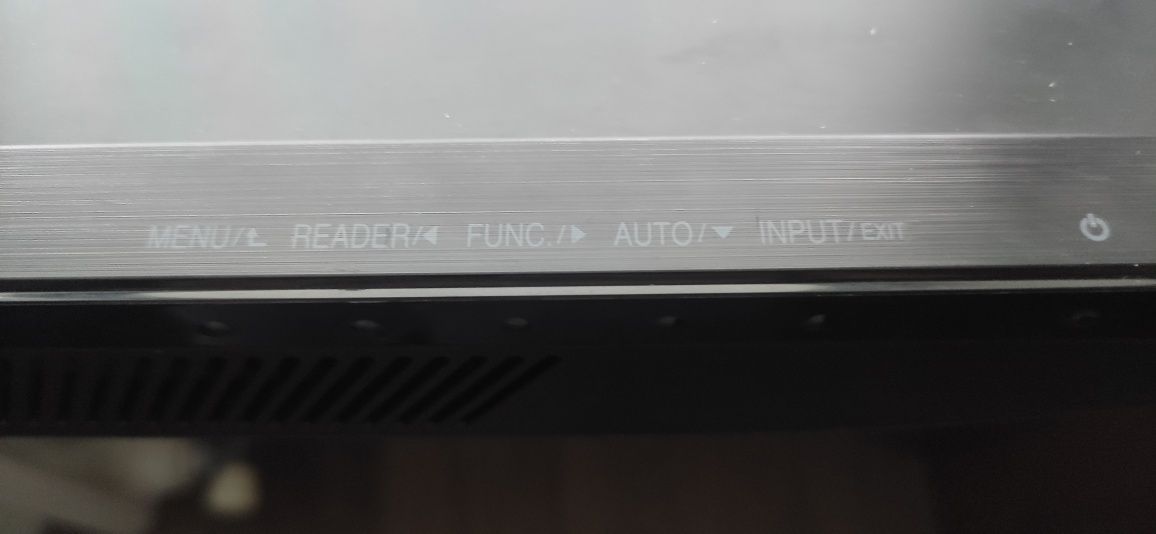 MENU/⮤ READER/◀ FUNC./▶ AUTO/▼ INPUT/EXIT